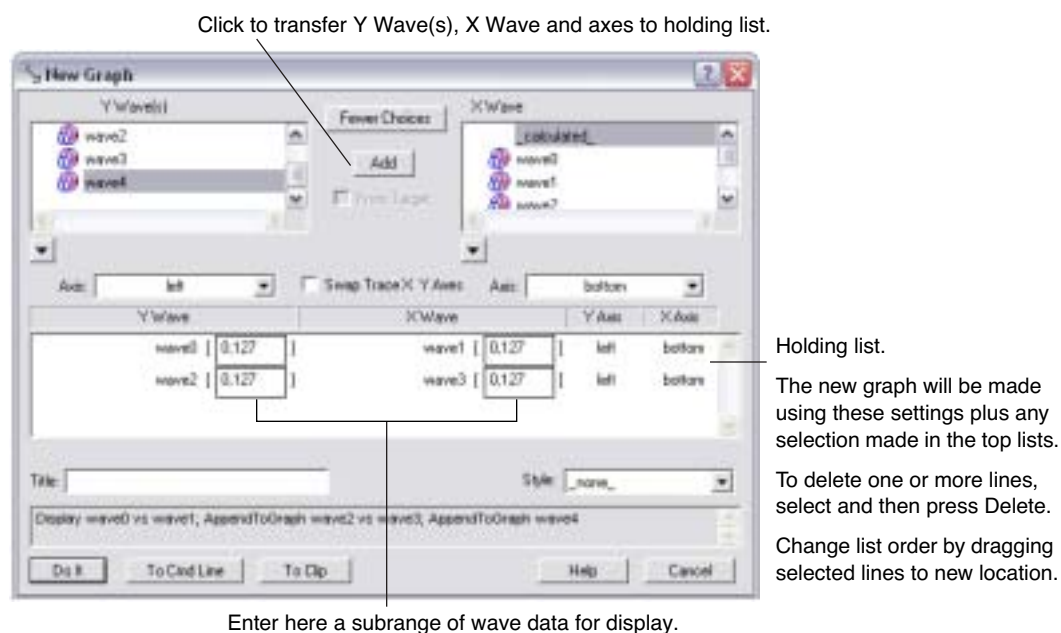 Click to transfer Y Wave(s), X Wave and axes to holding list.
New Graph
Y Wave(s)
Fewer Choices
X Wave
wave2
wave3
wave4
Add
From Target
_calculated_
wave0
wave1
wave2
Axis: left
Swap Trace X Y Axes
Axis: bottom
Y Wave X Wave Y Axis X Axis
wave0 [ 0,127 ] wave1 [ 0,127 ] left bottom
wave2 [ 0,127 ] wave3 [ 0,127 ] left bottom
Holding list.
The new graph will be made
using these settings plus any
selection made in the top lists.
To delete one or more lines,
select and then press Delete.
Change list order by dragging
selected lines to new location.
Title:
Style: _none_
Display wave0 vs wave1; AppendToGraph wave2 vs wave3; AppendToGraph wave4
Do It To Cmd Line To Clip Help Cancel
Enter here a subrange of wave data for display.